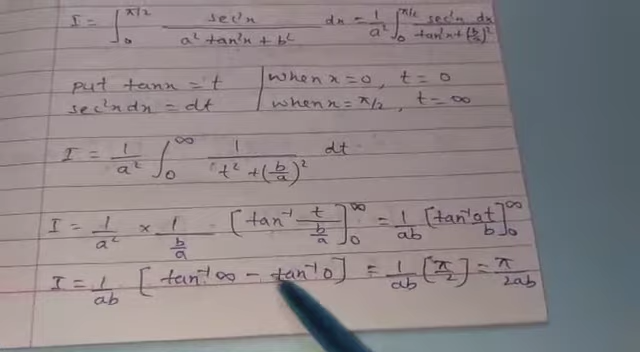 I = ∫₀^π/2 sec²x / a² tan²x + b² dx = 1/a² ∫₀^π/2 sec²x dx / tan²x + (b/a)²
put tanx = t | when x = 0, t = 0
sec²x dx = dt | when x = π/2, t = ∞
I = 1/a² ∫₀^∞ 1 / t² + (b/a)² dt
I = 1/a² × 1/(b/a) [tan⁻¹ t/(b/a)]₀^∞ = 1/ab [tan⁻¹ at/b]₀^∞
I = 1/ab [tan⁻¹∞ − tan⁻¹0] = 1/ab [π/2] = π/2ab